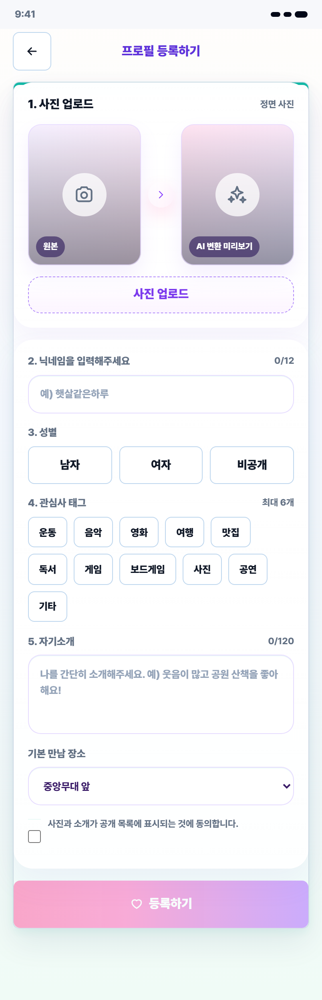 9:41
프로필 등록하기
1. 사진 업로드
정면 사진
원본
AI 변환 미리보기
사진 업로드
2. 닉네임을 입력해주세요
0/12
예) 햇살같은하루
3. 성별
남자
여자
비공개
4. 관심사 태그
최대 6개
운동
음악
영화
여행
맛집
독서
게임
보드게임
사진
공연
기타
5. 자기소개
0/120
나를 간단히 소개해주세요. 예) 웃음이 많고 공원 산책을 좋아
해요!
기본 만남 장소
중앙무대 앞
사진과 소개가 공개 목록에 표시되는 것에 동의합니다.
등록하기